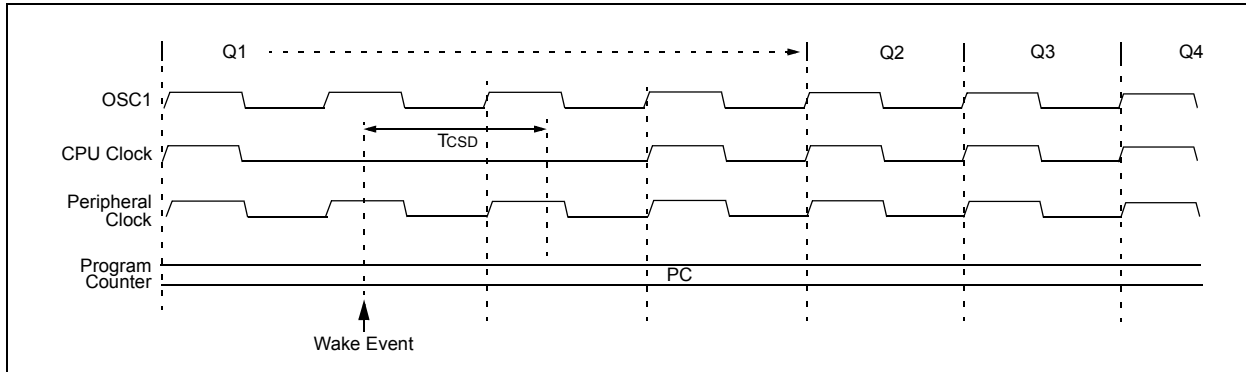 Q1 Q2 Q3 Q4
OSC1
TCSD
CPU Clock
Peripheral
Clock
Program
Counter
PC
Wake Event